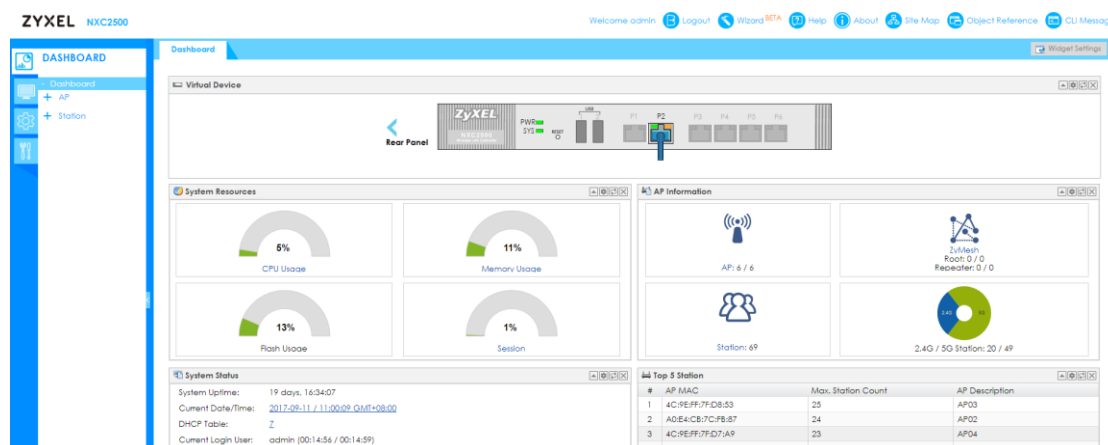 ZYXEL NXC2500
Welcome admin Logout Wizard BETA Help About Site Map Object Reference CLI Messag
DASHBOARD
Dashboard
AP
Station
Dashboard
Widget Settings
Virtual Device
Rear Panel
ZyXEL
NXC2500
PWR
SYS
RESET
USB
P1 P2 P3 P4 P5 P6
System Resources
5%
CPU Usage
11%
Memory Usage
13%
Flash Usage
1%
Session
AP Information
AP: 6 / 6
ZyMesh
Root: 0 / 0
Repeater: 0 / 0
Station: 69
2.4G 5G
2.4G / 5G Station: 20 / 49
System Status
System Uptime: 19 days, 16:34:07
Current Date/Time: 2017-09-11 / 11:00:09 GMT+08:00
DHCP Table: 7
Current Login User: admin (00:14:56 / 00:14:59)
Top 5 Station
# AP MAC Max. Station Count AP Description
1 4C:9E:FF:7F:D8:53 25 AP03
2 A0:E4:CB:7C:FB:87 24 AP02
3 4C:9E:FF:7F:D7:A9 23 AP04